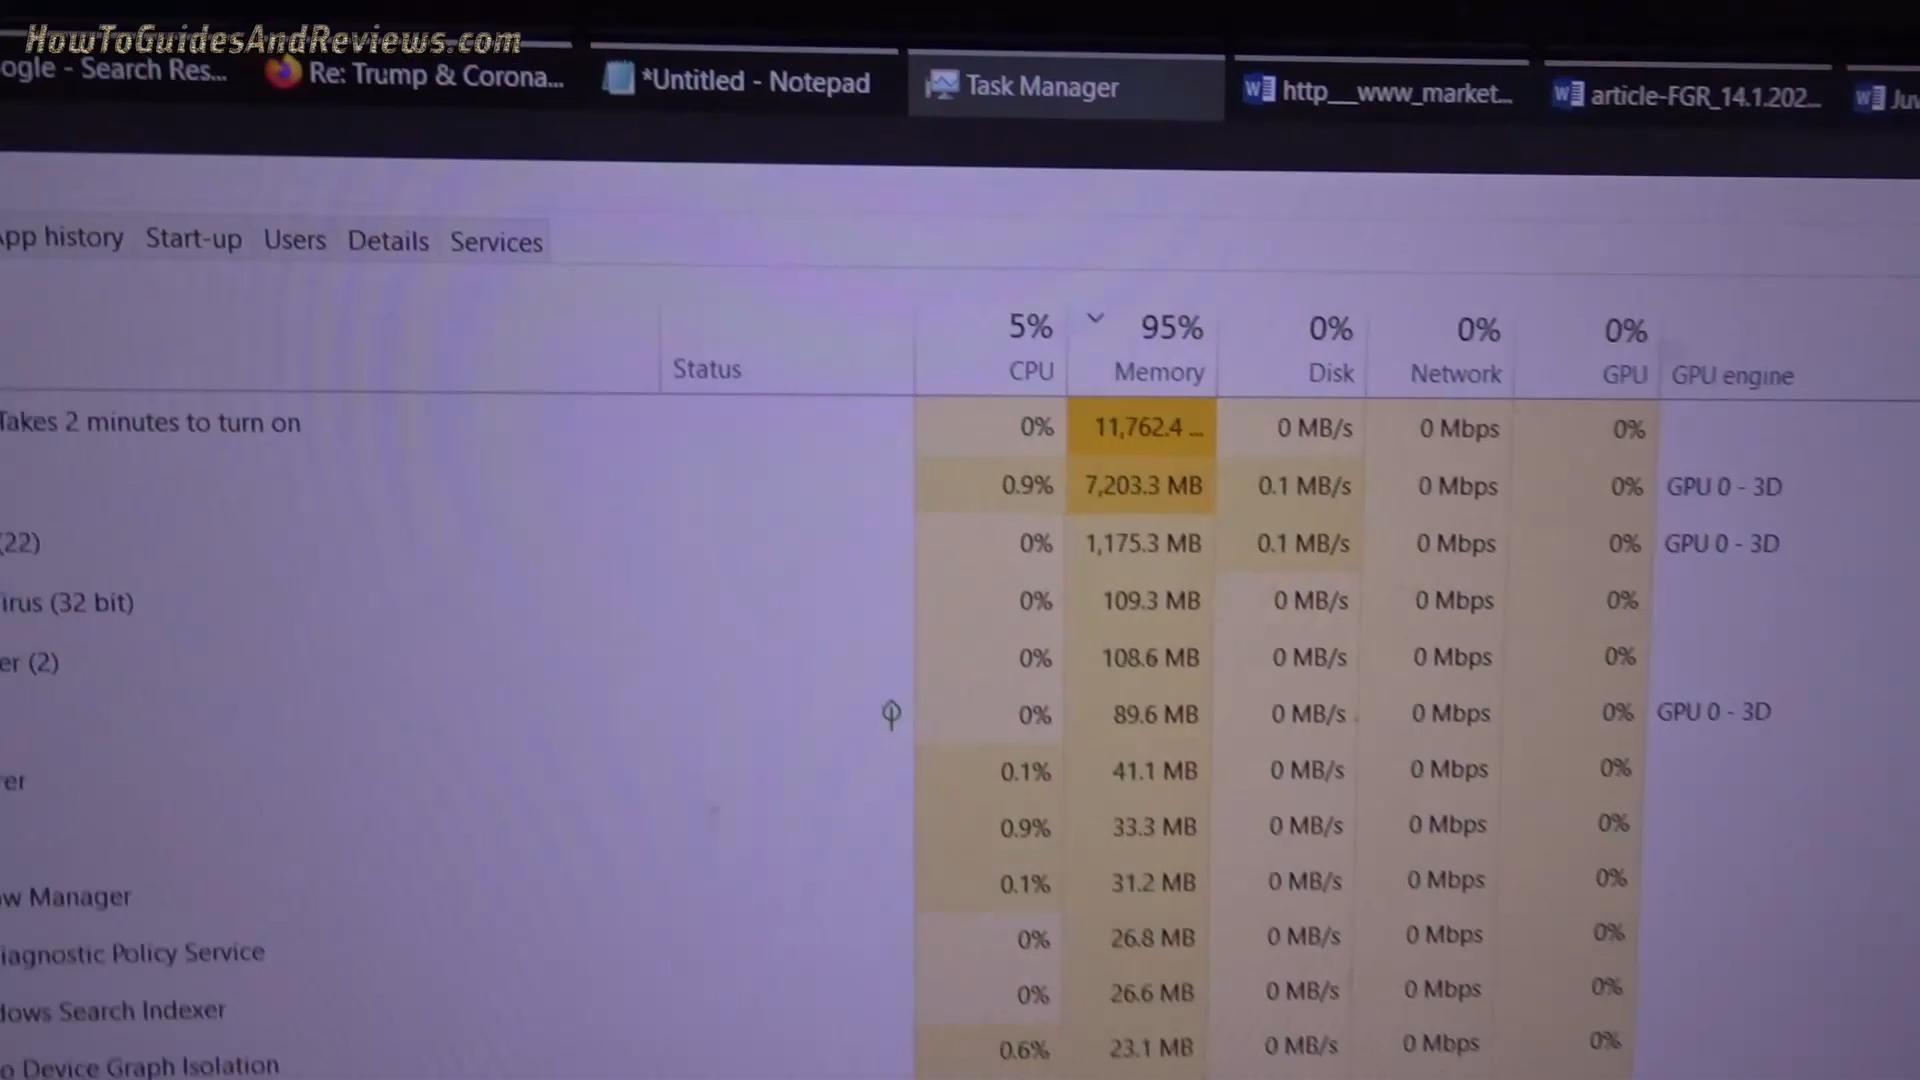 HowToGuidesAndReviews.com
ogle - Search Res... Re: Trump & Corona... *Untitled - Notepad Task Manager http__www_market... article-FGR_14.1.202... Juv
App history Start-up Users Details Services
5% 95% 0% 0% 0%
Status CPU Memory Disk Network GPU GPU engine
Takes 2 minutes to turn on 0% 11,762.4 ... 0 MB/s 0 Mbps 0%
0.9% 7,203.3 MB 0.1 MB/s 0 Mbps 0% GPU 0 - 3D
(22) 0% 1,175.3 MB 0.1 MB/s 0 Mbps 0% GPU 0 - 3D
irus (32 bit) 0% 109.3 MB 0 MB/s 0 Mbps 0%
er (2) 0% 108.6 MB 0 MB/s 0 Mbps 0%
0% 89.6 MB 0 MB/s 0 Mbps 0% GPU 0 - 3D
rer 0.1% 41.1 MB 0 MB/s 0 Mbps 0%
0.9% 33.3 MB 0 MB/s 0 Mbps 0%
ow Manager 0.1% 31.2 MB 0 MB/s 0 Mbps 0%
iagnostic Policy Service 0% 26.8 MB 0 MB/s 0 Mbps 0%
dows Search Indexer 0% 26.6 MB 0 MB/s 0 Mbps 0%
o Device Graph Isolation 0.6% 23.1 MB 0 MB/s 0 Mbps 0%